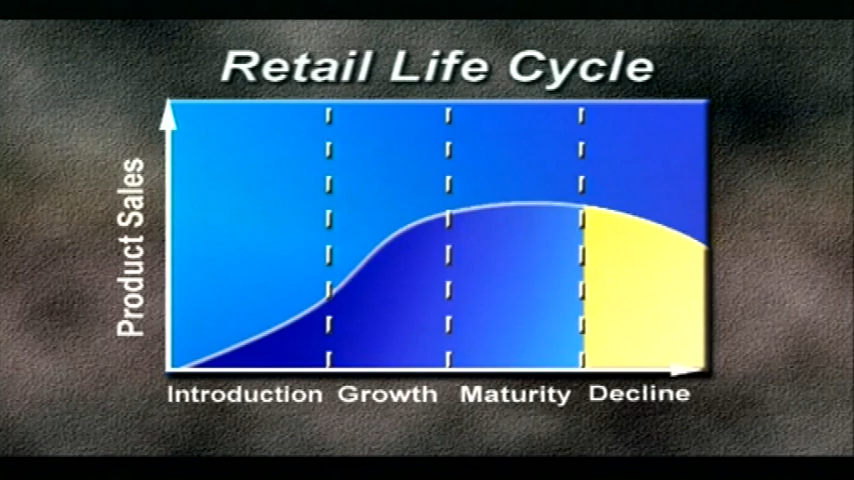 Retail Life Cycle
Product Sales
Introduction Growth Maturity Decline